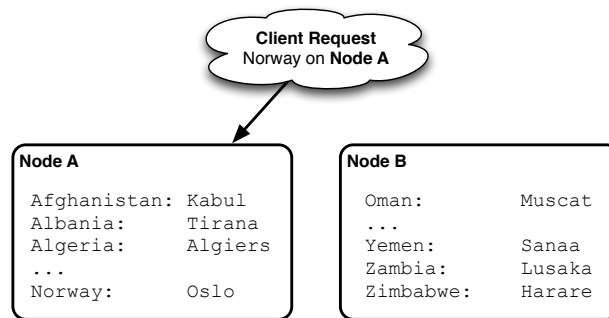 Client Request
Norway on Node A
Node A
Afghanistan: Kabul
Albania: Tirana
Algeria: Algiers
...
Norway: Oslo
Node B
Oman: Muscat
...
Yemen: Sanaa
Zambia: Lusaka
Zimbabwe: Harare